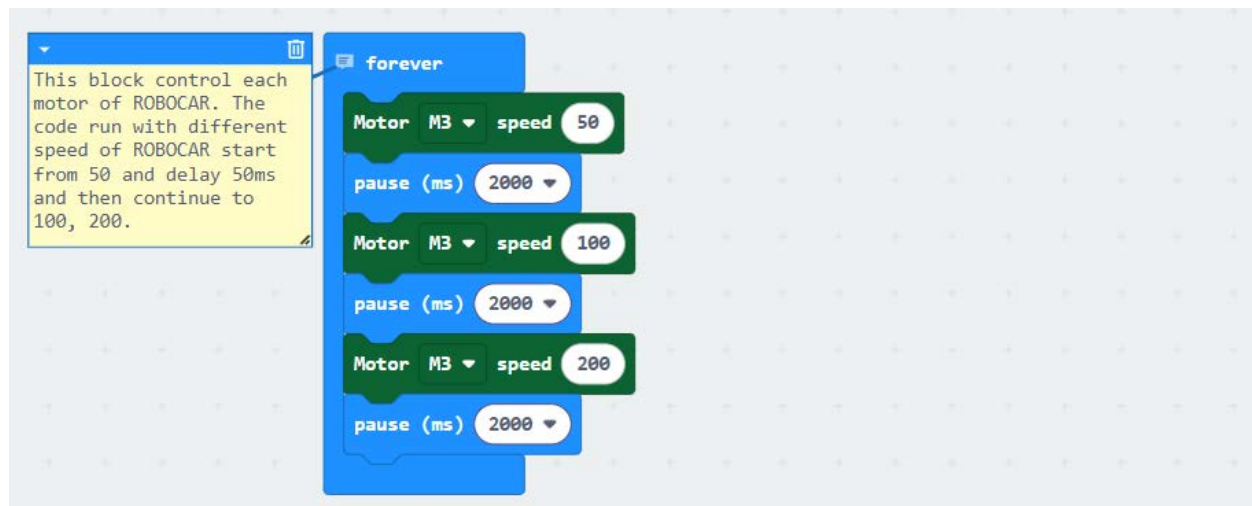 This block control each
motor of ROBOCAR. The
code run with different
speed of ROBOCAR start
from 50 and delay 50ms
and then continue to
100, 200.
forever
Motor M3 speed 50
pause (ms) 2000
Motor M3 speed 100
pause (ms) 2000
Motor M3 speed 200
pause (ms) 2000